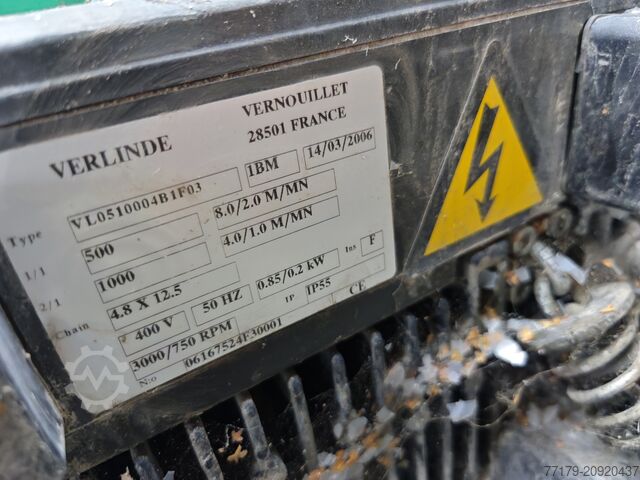 VERLINDE VERNOUILLET
28501 FRANCE
Type VL0510004B1F03 1BM 14/03/2006
1/1 500 8.0/2.0 M/MN
2/1 1000 4.0/1.0 M/MN
Chain 4.8 X 12.5
400 V 50 HZ 0.85/0.2 kW Ins F
3000/750 RPM IP IP55 CE
N:o 06167524F30001
77179-20920437